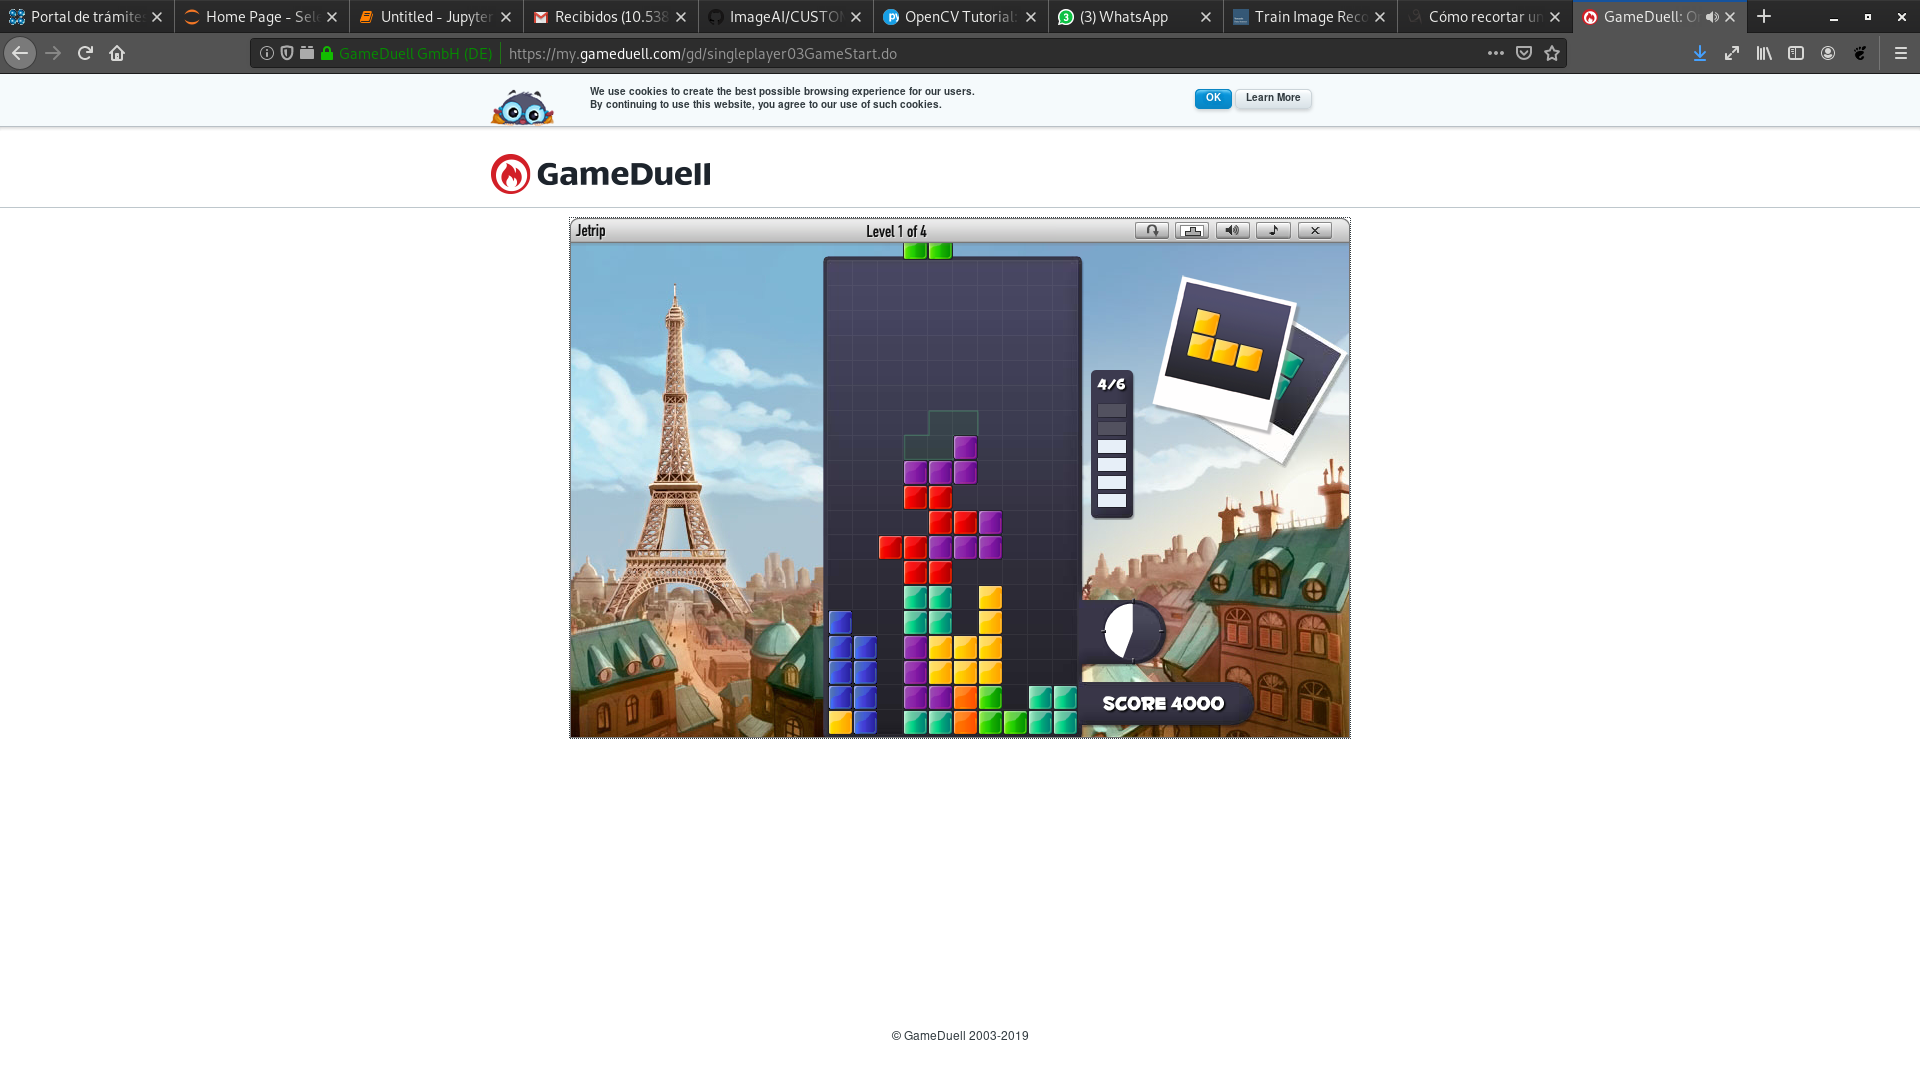 Portal de trámite
Home Page - Sele
Untitled - Jupyter
Recibidos (10.538
ImageAI/CUSTO
OpenCV Tutorial:
(3) WhatsApp
Train Image Reco
Cómo recortar un
GameDuell: O
GameDuell GmbH (DE)
https://my.gameduell.com/gd/singleplayer03GameStart.do
We use cookies to create the best possible browsing experience for our users.
By continuing to use this website, you agree to our use of such cookies.
OK
Learn More
GameDuell
Jetrip
Level 1 of 4
4/6
SCORE 4000
© GameDuell 2003-2019